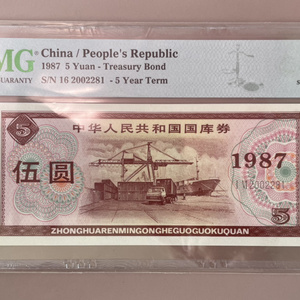 MG China / People's Republic
GUARANTY 1987 5 Yuan - Treasury Bond
S/N 16 2002281 - 5 Year Term
5 中华人民共和国国库券
伍圆 1987
2002281
5
ZHONGHUARENMINGONGHEGUOGUOKUQUAN